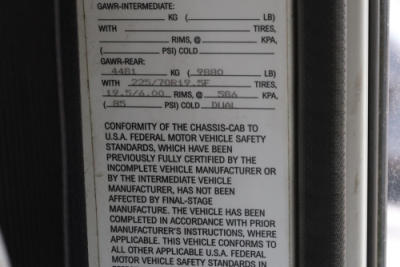 GAWR-INTERMEDIATE:
KG ( LB)
WITH TIRES,
RIMS, @ KPA,
( PSI) COLD
GAWR-REAR:
4481 KG ( 9880 LB)
WITH 225/70R19.5F TIRES,
19.5/6.00 RIMS, @ 586 KPA,
( 85 PSI) COLD DUAL
CONFORMITY OF THE CHASSIS-CAB TO
U.S.A. FEDERAL MOTOR VEHICLE SAFETY
STANDARDS, WHICH HAVE BEEN
PREVIOUSLY FULLY CERTIFIED BY THE
INCOMPLETE VEHICLE MANUFACTURER OR
BY THE INTERMEDIATE VEHICLE
MANUFACTURER, HAS NOT BEEN
AFFECTED BY FINAL-STAGE
MANUFACTURE. THE VEHICLE HAS BEEN
COMPLETED IN ACCORDANCE WITH PRIOR
MANUFACTURER'S INSTRUCTIONS, WHERE
APPLICABLE. THIS VEHICLE CONFORMS TO
ALL OTHER APPLICABLE U.S.A. FEDERAL
MOTOR VEHICLE SAFETY STANDARDS IN